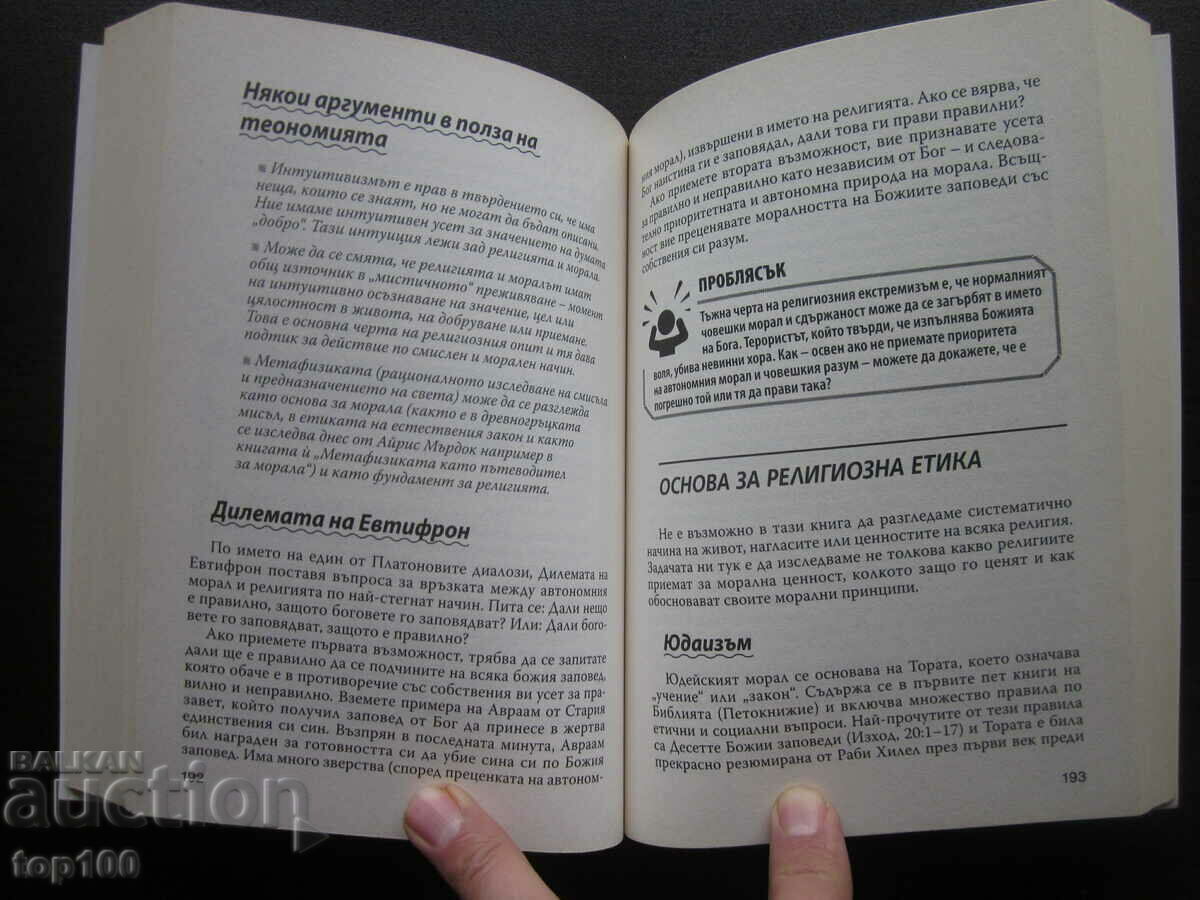 Някои аргументи в полза на
теономията
Интуитивизмът е прав в твърдението си, че има
неща, които се знаят, но не могат да бъдат описани.
Ние имаме интуитивен усет за значението на думата
„добро“. Тази интуиция лежи зад религията и морала.
Може да се смята, че религията и моралът имат
общ източник в „мистичното“ преживяване – момент
на интуитивно осъзнаване на значение, цел или
цялостност в живота, на добруване или приемане.
Това е основна черта на религиозния опит и тя дава
подтик за действие по смислен и морален начин.
Метафизиката (рационалното изследване на смисъла
и предназначението на света) може да се разглежда
като основа за морала (както е в древногръцката
мисъл, в етиката на естествения закон и както
се изследва днес от Айрис Мърдок например в
книгата ѝ „Метафизиката като пътеводител
за морала“) и като фундамент за религията.
Дилемата на Евтифрон
По името на един от Платоновите диалози, Дилемата на
Евтифрон поставя въпроса за връзката между автономния
морал и религията по най-стегнат начин. Пита се: Дали нещо
е правилно, защото боговете го заповядват? Или: Дали бого-
вете го заповядват, защото е правилно?
Ако приемете първата възможност, трябва да се запитате
дали ще е правилно да се подчините на всяка божия заповед,
която обаче е в противоречие със собствения ви усет за пра-
вилно и неправилно. Вземете примера на Авраам от Стария
завет, който получил заповед от Бог да принесе в жертва
единствения си син. Възпрян в последната минута, Авраам
бил награден за готовността си да убие сина си по Божия
заповед. Има много зверства (според преценката на автоном-
192
ния морал), извършени в името на религията. Ако се вярва, че
Бог наистина ги е заповядал, дали това ги прави правилни?
Ако приемете втората възможност, вие признавате усета
за правилно и неправилно като независим от Бог – и следова-
телно приоритетната и автономна природа на морала. Всъщ-
ност вие преценявате моралността на Божиите заповеди със
собствения си разум.
ПРОБЛЯСЪК
Тъжна черта на религиозния екстремизъм е, че нормалният
човешки морал и сдържаност може да се загърбят в името
на Бога. Терористът, който твърди, че изпълнява Божията
воля, убива невинни хора. Как – освен ако не приемате приоритета
на автономния морал и човешкия разум – можете да докажете, че е
погрешно той или тя да прави така?
ОСНОВА ЗА РЕЛИГИОЗНА ЕТИКА
Не е възможно в тази книга да разгледаме систематично
начина на живот, нагласите или ценностите на всяка религия.
Задачата ни тук е да изследваме не толкова какво религиите
приемат за морална ценност, колкото защо го ценят и как
обосновават своите морални принципи.
Юдаизъм
Юдейският морал се основава на Тората, което означава
„учение“ или „закон“. Съдържа се в първите пет книги на
Библията (Петокнижие) и включва множество правила по
етични и социални въпроси. Най-прочутите от тези правила
са Десетте Божии заповеди (Изход, 20:1–17) и Тората е била
прекрасно резюмирана от Раби Хилел през първи век преди
193
BALKAN
auction
top100